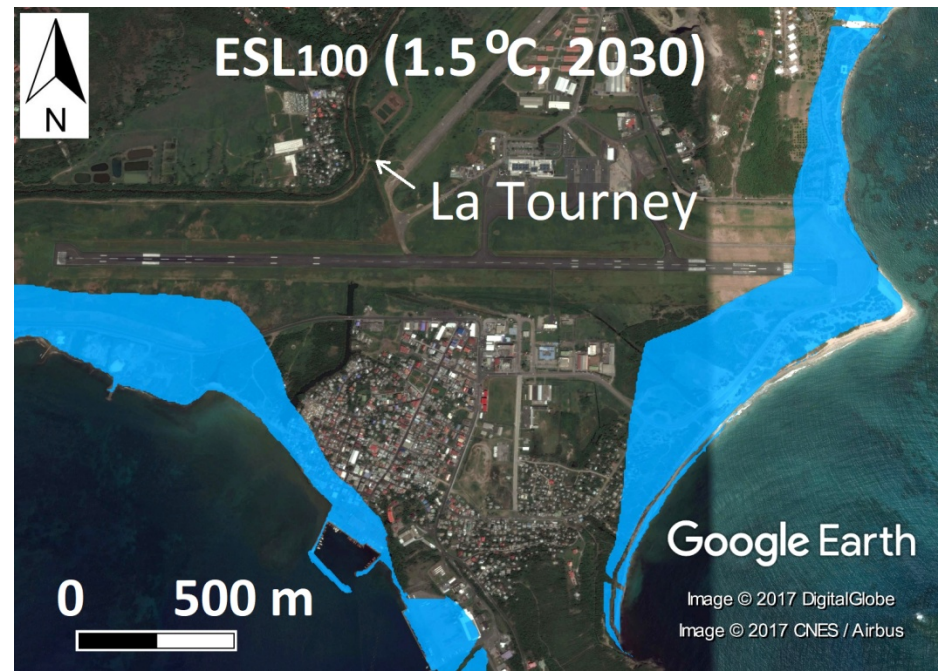 ESL100 (1.5 °C, 2030)
N
La Tourney
Google Earth
0 500 m
Image © 2017 DigitalGlobe
Image © 2017 CNES / Airbus